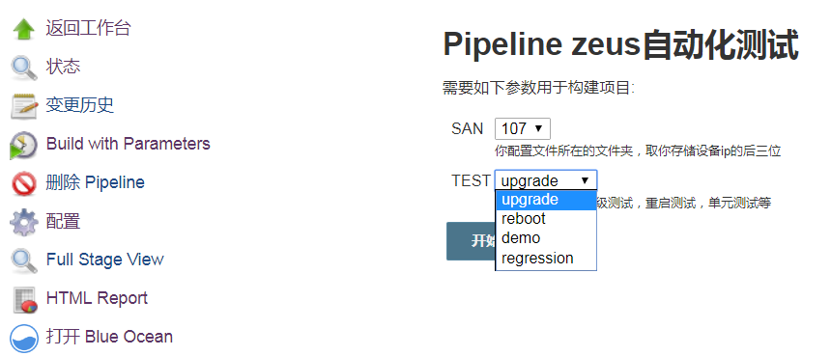 返回工作台
状态
变更历史
Build with Parameters
删除 Pipeline
配置
Full Stage View
HTML Report
打开 Blue Ocean
Pipeline zeus自动化测试
需要如下参数用于构建项目:
SAN 107
你配置文件所在的文件夹，取你存储设备ip的后三位
TEST upgrade
upgrade
级测试，重启测试，单元测试等
reboot
demo
regression
开始